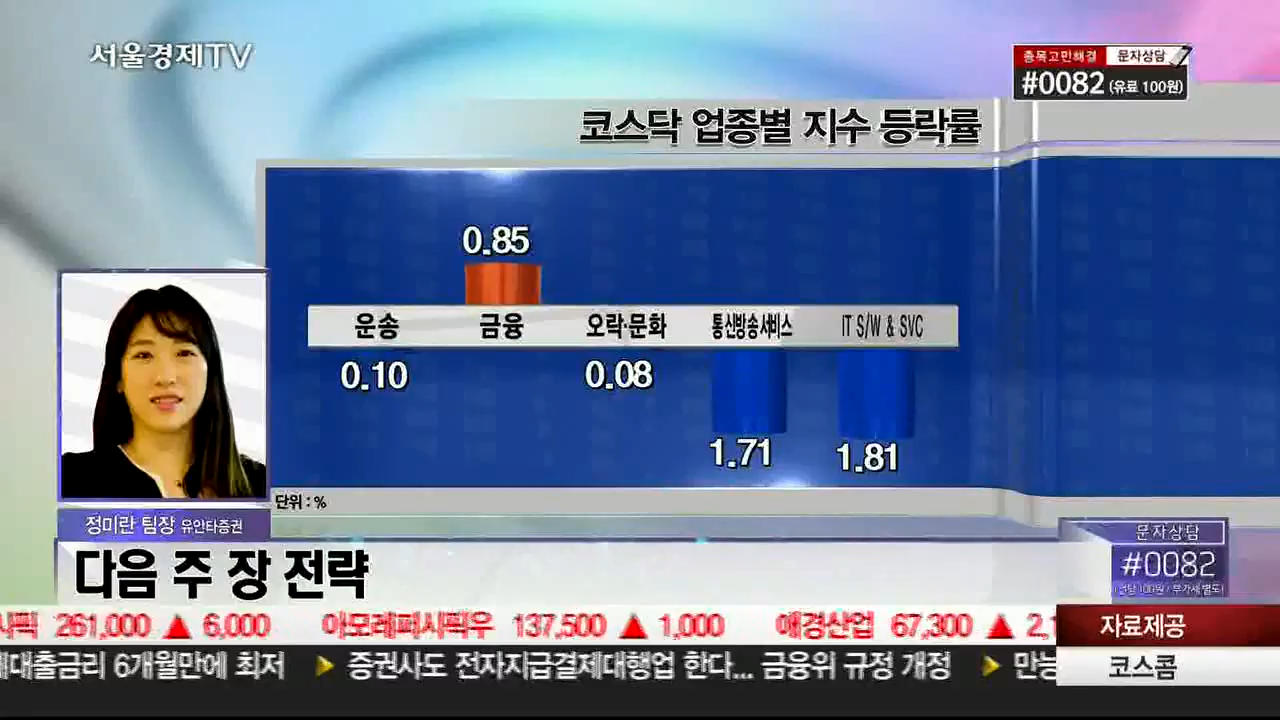 서울경제TV
종목고민해결 문자상담
#0082 (유료 100원)
코스닥 업종별 지수 등락률
0.85
운송 금융 오락·문화 통신방송서비스 IT S/W & SVC
0.10 0.08
1.71 1.81
단위 : %
정미란 팀장 유안타증권
다음 주 장 전략
문자상담
#0082
261,000 ▲ 6,000 아모레퍼시픽우 137,500 ▲ 1,000 애경산업 67,300 ▲
자료제공
대출금리 6개월만에 최저 ▶ 증권사도 전자지급결제대행업 한다... 금융위 규정 개정 ▶
코스콤